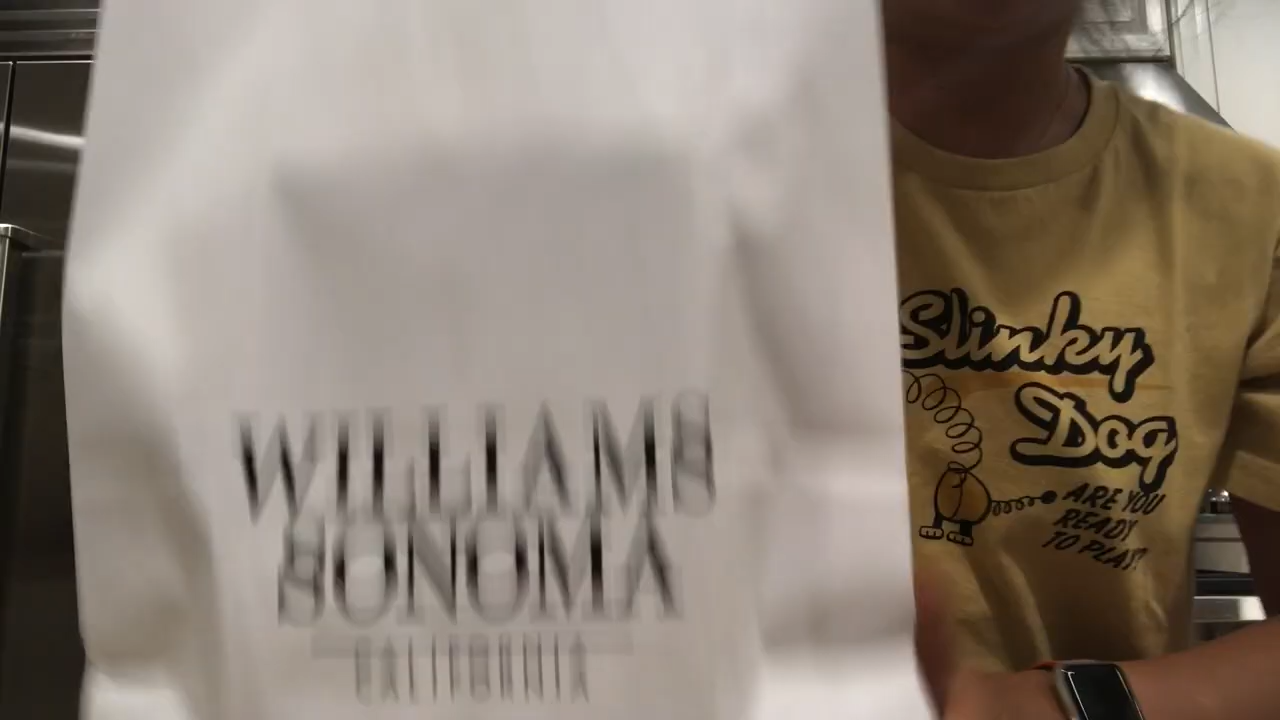 WILLIAMS
SONOMA
CALIFORNIA
Slinky
Dog
ARE YOU
READY
TO PLAY?